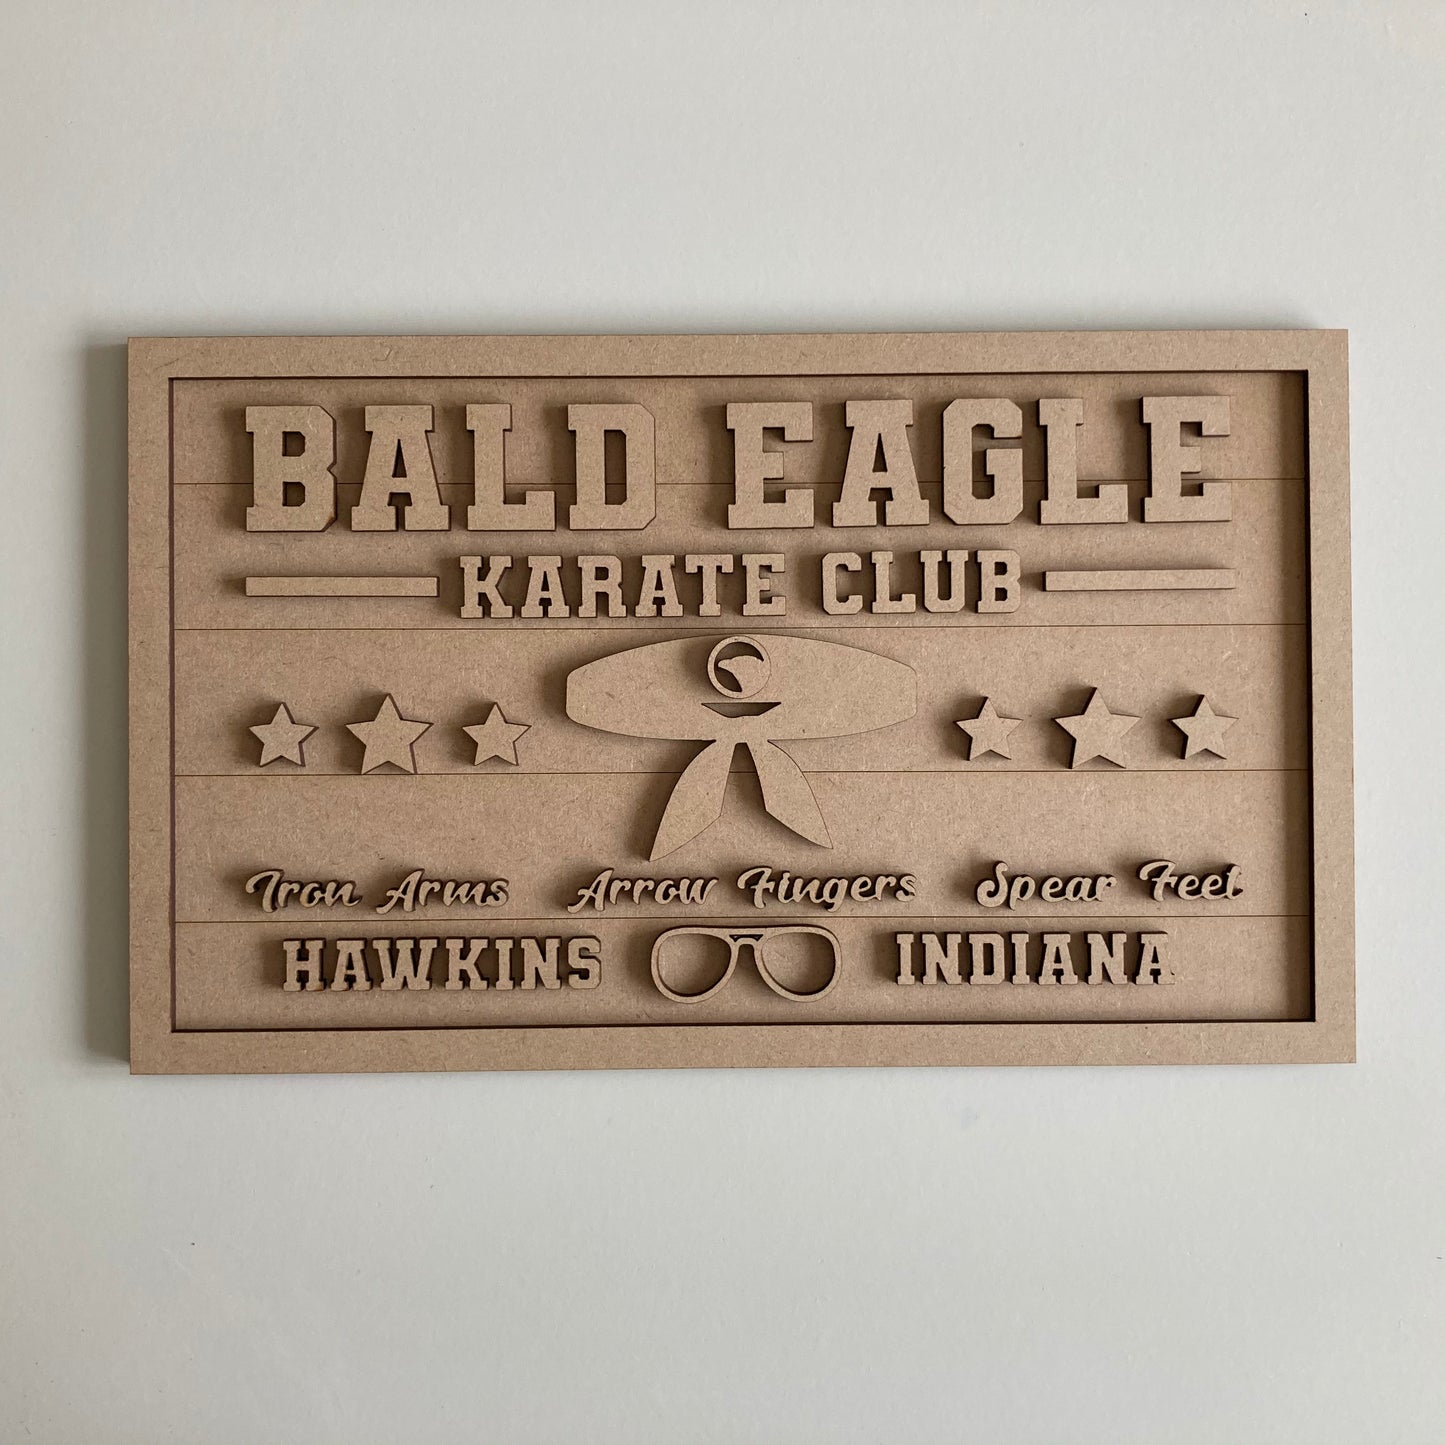 BALD EAGLE
KARATE CLUB
Iron Arms Arrow Fingers Spear Feet
HAWKINS INDIANA